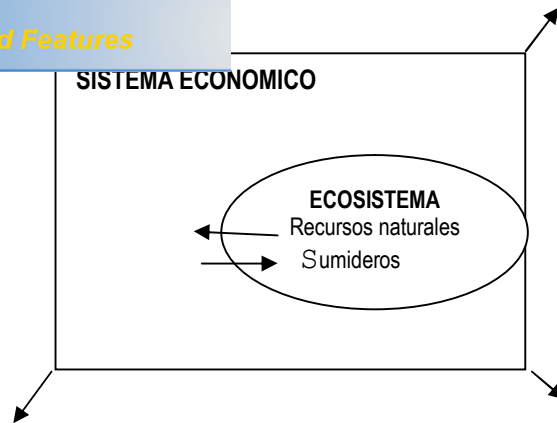 Features
SISTEMA ECONOMICO
ECOSISTEMA
Recursos naturales
Sumideros